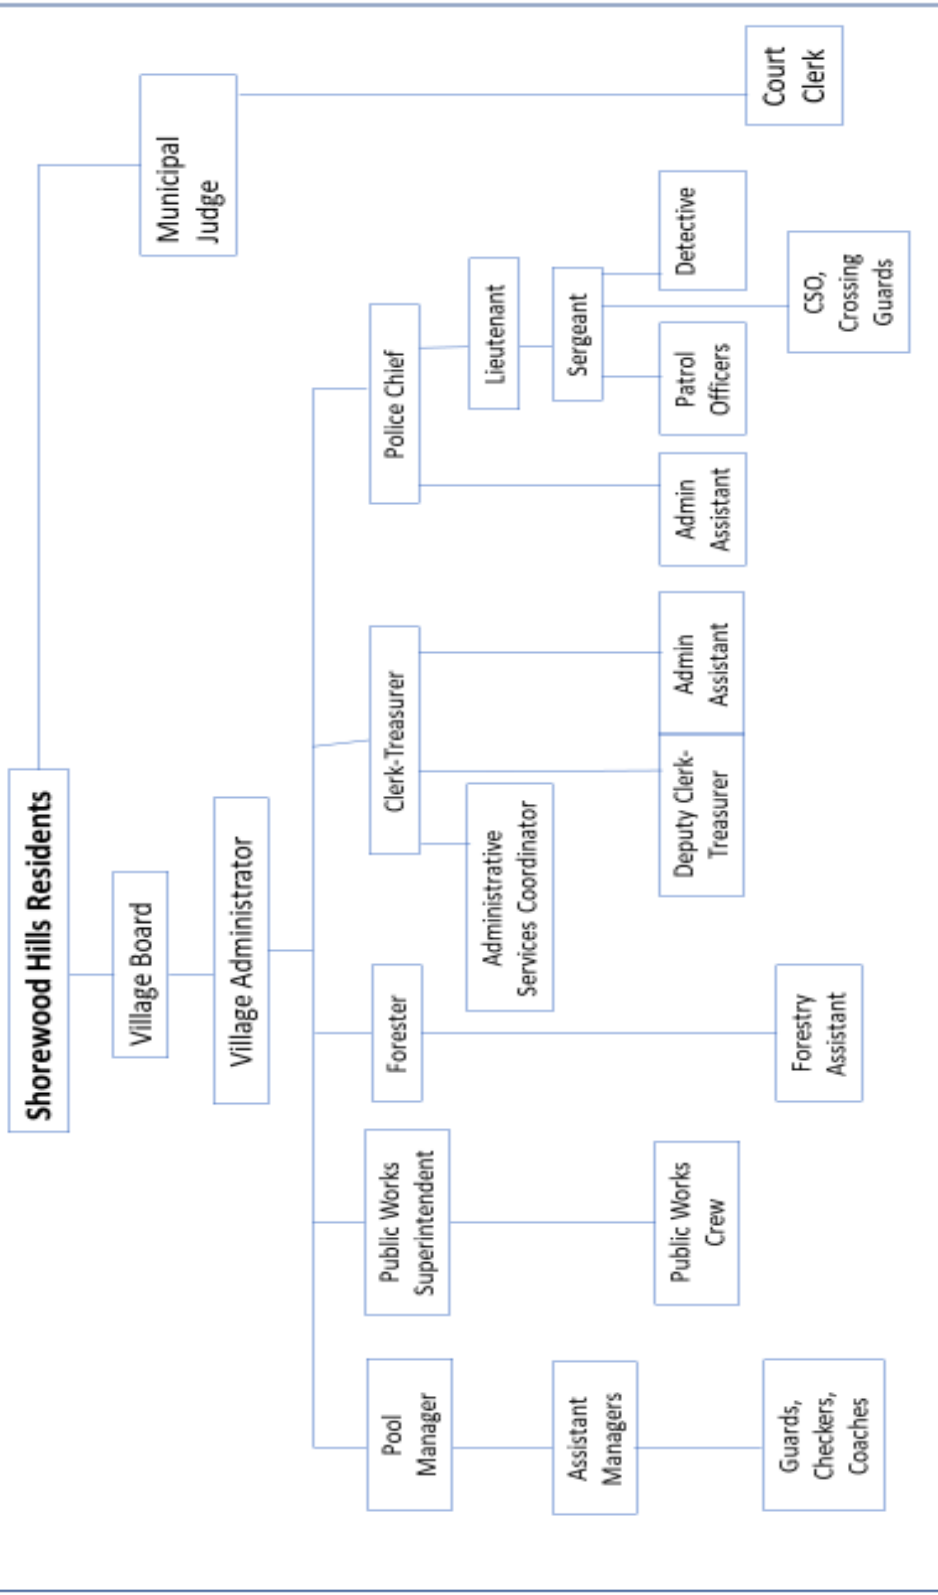 Shorewood Hills Residents
Village Board
Municipal
Judge
Village Administrator
Pool
Manager
Public Works
Superintendent
Forester
Clerk-Treasurer
Police Chief
Administrative
Services Coordinator
Lieutenant
Assistant
Managers
Sergeant
Public Works
Crew
Deputy Clerk-
Treasurer
Admin
Assistant
Admin
Assistant
Patrol
Officers
Detective
Court
Clerk
Guards,
Checkers,
Coaches
Forestry
Assistant
CSO,
Crossing
Guards